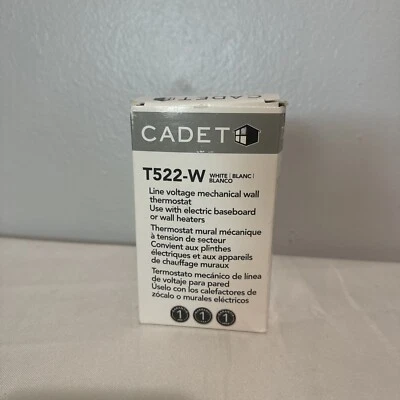 CADET
CADET
T522-W WHITE | BLANC |
BLANCO
Line voltage mechanical wall
thermostat
Use with electric baseboard
or wall heaters
Thermostat mural mécanique
à tension de secteur
Convient aux plinthes
électriques et aux appareils
de chauffage muraux
Termostato mecánico de línea
de voltaje para pared
Úselo con los calefactores de
zócalo o murales eléctricos
1 1 1